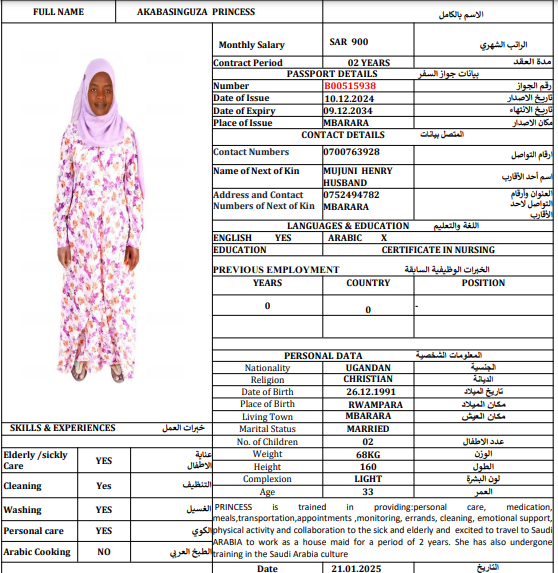 FULL NAME AKABASINGUZA PRINCESS الاسم بالكامل
Monthly Salary SAR 900 الراتب الشهري
Contract Period 02 YEARS مدة العقد
PASSPORT DETAILS بيانات جواز السفر
Number B00515938 رقم الجواز
Date of Issue 10.12.2024 تاريخ الاصدار
Date of Expiry 09.12.2034 تاريخ الانتهاء
Place of Issue MBARARA مكان الاصدار
CONTACT DETAILS المتصل بيانات
Contact Numbers 0700763928 ارقام التواصل
Name of Next of Kin MUJUNI HENRY HUSBAND اسم أحد الأقارب
Address and Contact Numbers of Next of Kin 0752494782 MBARARA العنوان وأرقام التواصل لاحد الأقارب
LANGUAGES & EDUCATION اللغة والتعليم
ENGLISH YES ARABIC X
EDUCATION CERTIFICATE IN NURSING
PREVIOUS EMPLOYMENT الخبرات الوظيفية السابقة
YEARS COUNTRY POSITION
0 0 -
PERSONAL DATA المعلومات الشخصية
Nationality UGANDAN الجنسية
Religion CHRISTIAN الديانة
Date of Birth 26.12.1991 تاريخ الميلاد
Place of Birth RWAMPARA مكان الميلاد
Living Town MBARARA مكان العيش
Marital Status MARRIED
No. of Children 02 عدد الاطفال
Weight 68KG الوزن
Height 160 الطول
Complexion LIGHT لون البشرة
Age 33 العمر
SKILLS & EXPERIENCES خبرات العمل
Elderly /sickly Care YES عناية الاطفال
Cleaning YES التنظيف
Washing YES الغسيل
Personal care YES الكوي
Arabic Cooking NO الطبخ العربي
PRINCESS is trained in providing:personal care, medication,
meals,transportation,appointments ,monitoring, errands, cleaning, emotional support,
physical activity and collaboration to the sick and elderly and excited to travel to Saudi
ARABIA to work as a house maid for a period of 2 years. She has also undergone
training in the Saudi Arabia culture
Date 21.01.2025 التاريخ